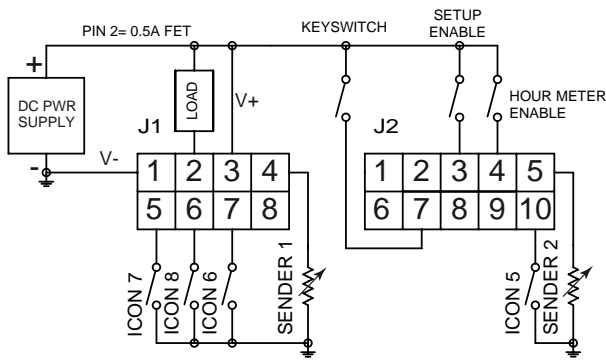 PIN 2= 0.5A FET
KEYSWITCH
SETUP
ENABLE
+
DC PWR
SUPPLY
-
LOAD
V+
HOUR METER
ENABLE
J1
J2
V-
1 2 3 4
5 6 7 8
1 2 3 4 5
6 7 8 9 10
ICON 7
ICON 8
ICON 6
SENDER 1
ICON 5
SENDER 2